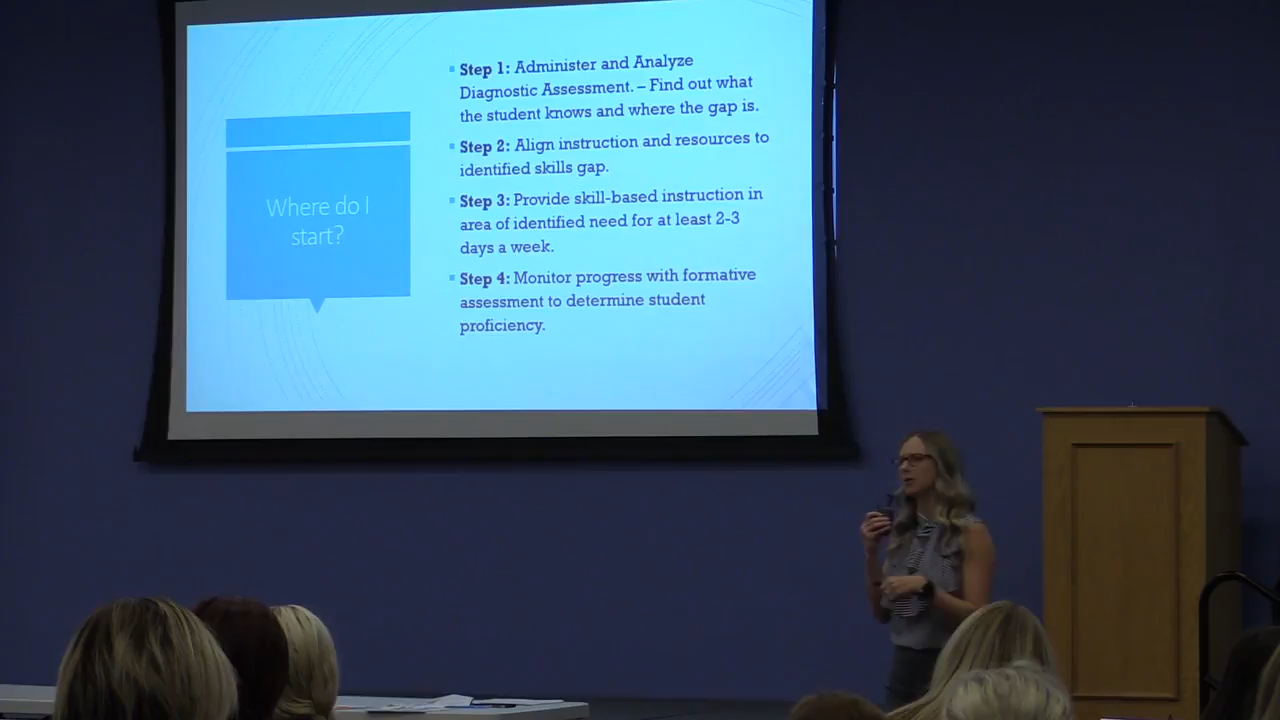 Where do I
start?
Step 1: Administer and Analyze
Diagnostic Assessment. – Find out what
the student knows and where the gap is.
Step 2: Align instruction and resources to
identified skills gap.
Step 3: Provide skill-based instruction in
area of identified need for at least 2-3
days a week.
Step 4: Monitor progress with formative
assessment to determine student
proficiency.